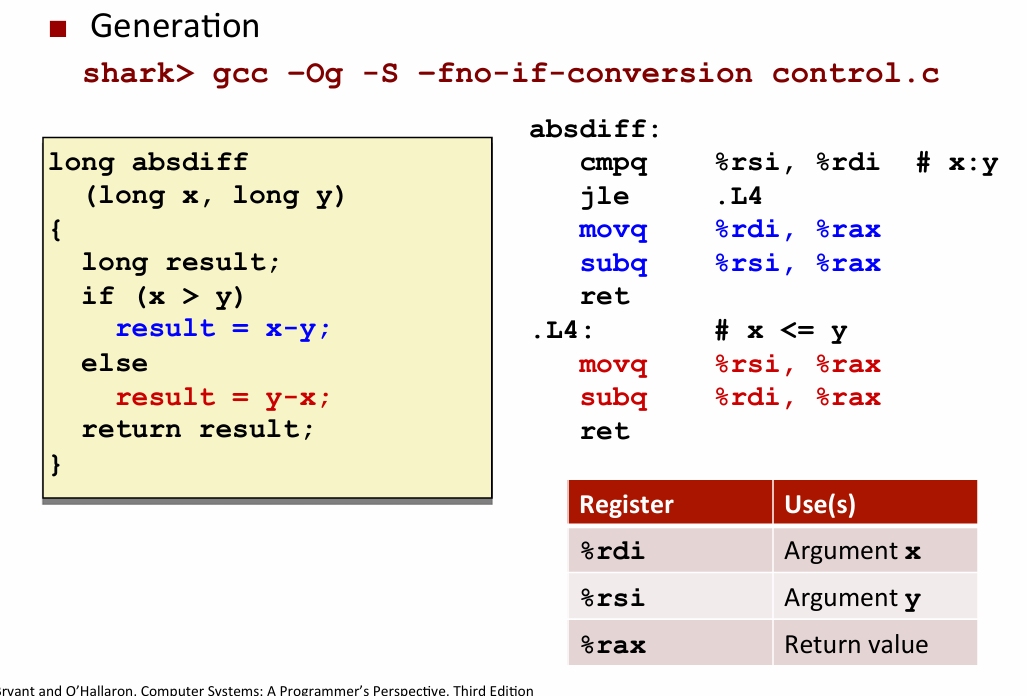 Generation
shark> gcc –Og -S –fno-if-conversion control.c
long absdiff
(long x, long y)
{
long result;
if (x > y)
result = x-y;
else
result = y-x;
return result;
}
absdiff:
cmpq %rsi, %rdi # x:y
jle .L4
movq %rdi, %rax
subq %rsi, %rax
ret
.L4: # x <= y
movq %rsi, %rax
subq %rdi, %rax
ret
Register Use(s)
%rdi Argument x
%rsi Argument y
%rax Return value
Bryant and O'Hallaron, Computer Systems: A Programmer's Perspective, Third Edition